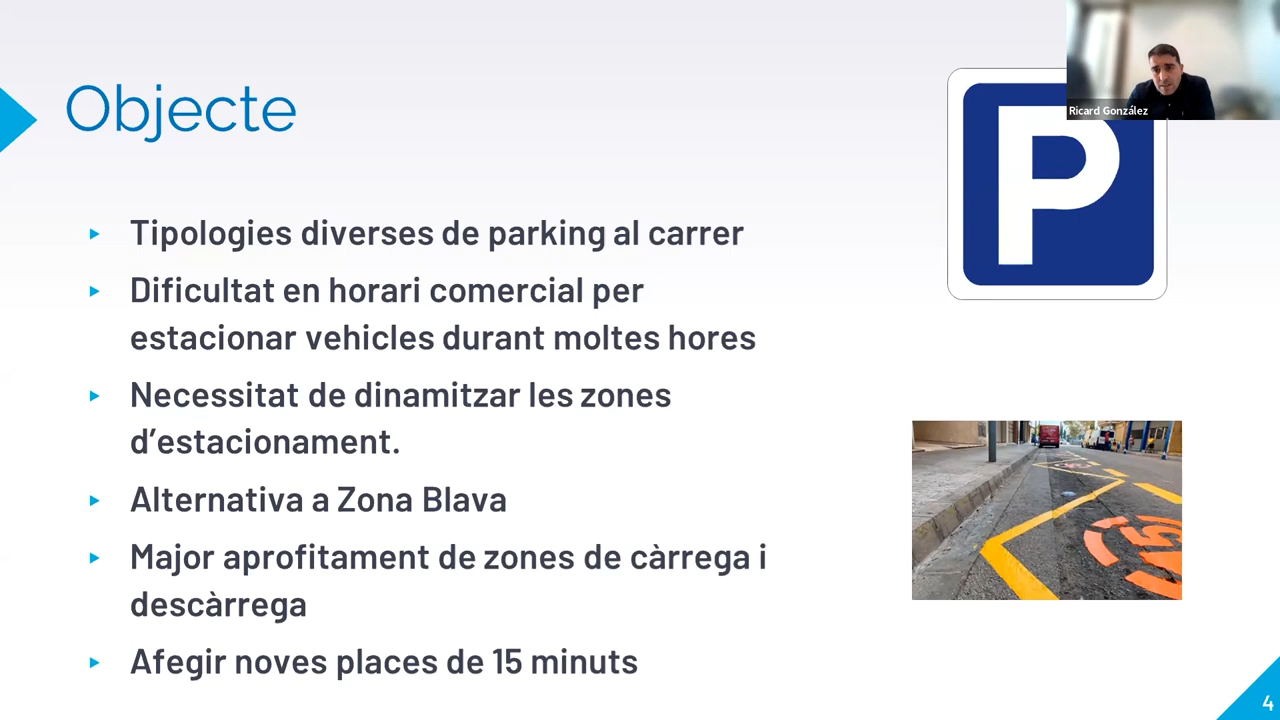 Objecte
P
Ricard González
Tipologies diverses de parking al carrer
Dificultat en horari comercial per
estacionar vehicles durant moltes hores
Necessitat de dinamitzar les zones
d’estacionament.
Alternativa a Zona Blava
Major aprofitament de zones de càrrega i
descàrrega
Afegir noves places de 15 minuts
15
4